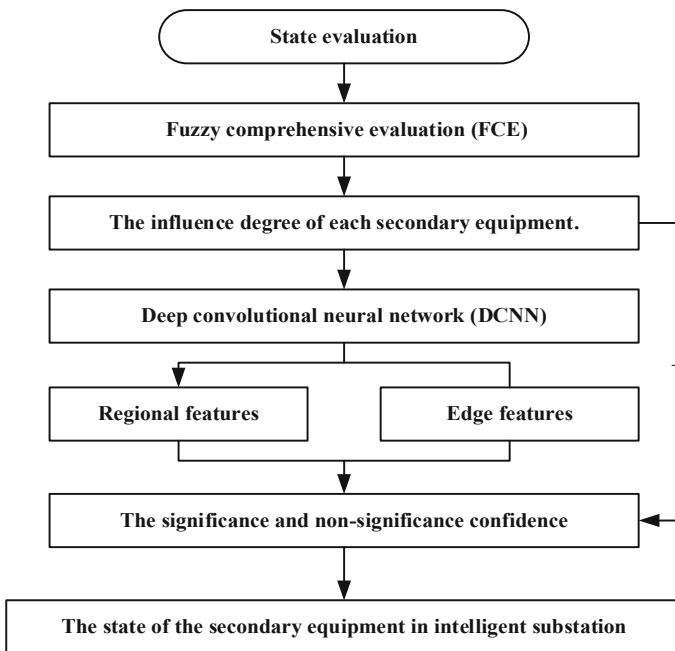 State evaluation
Fuzzy comprehensive evaluation (FCE)
The influence degree of each secondary equipment.
Deep convolutional neural network (DCNN)
Regional features
Edge features
The significance and non-significance confidence
The state of the secondary equipment in intelligent substation